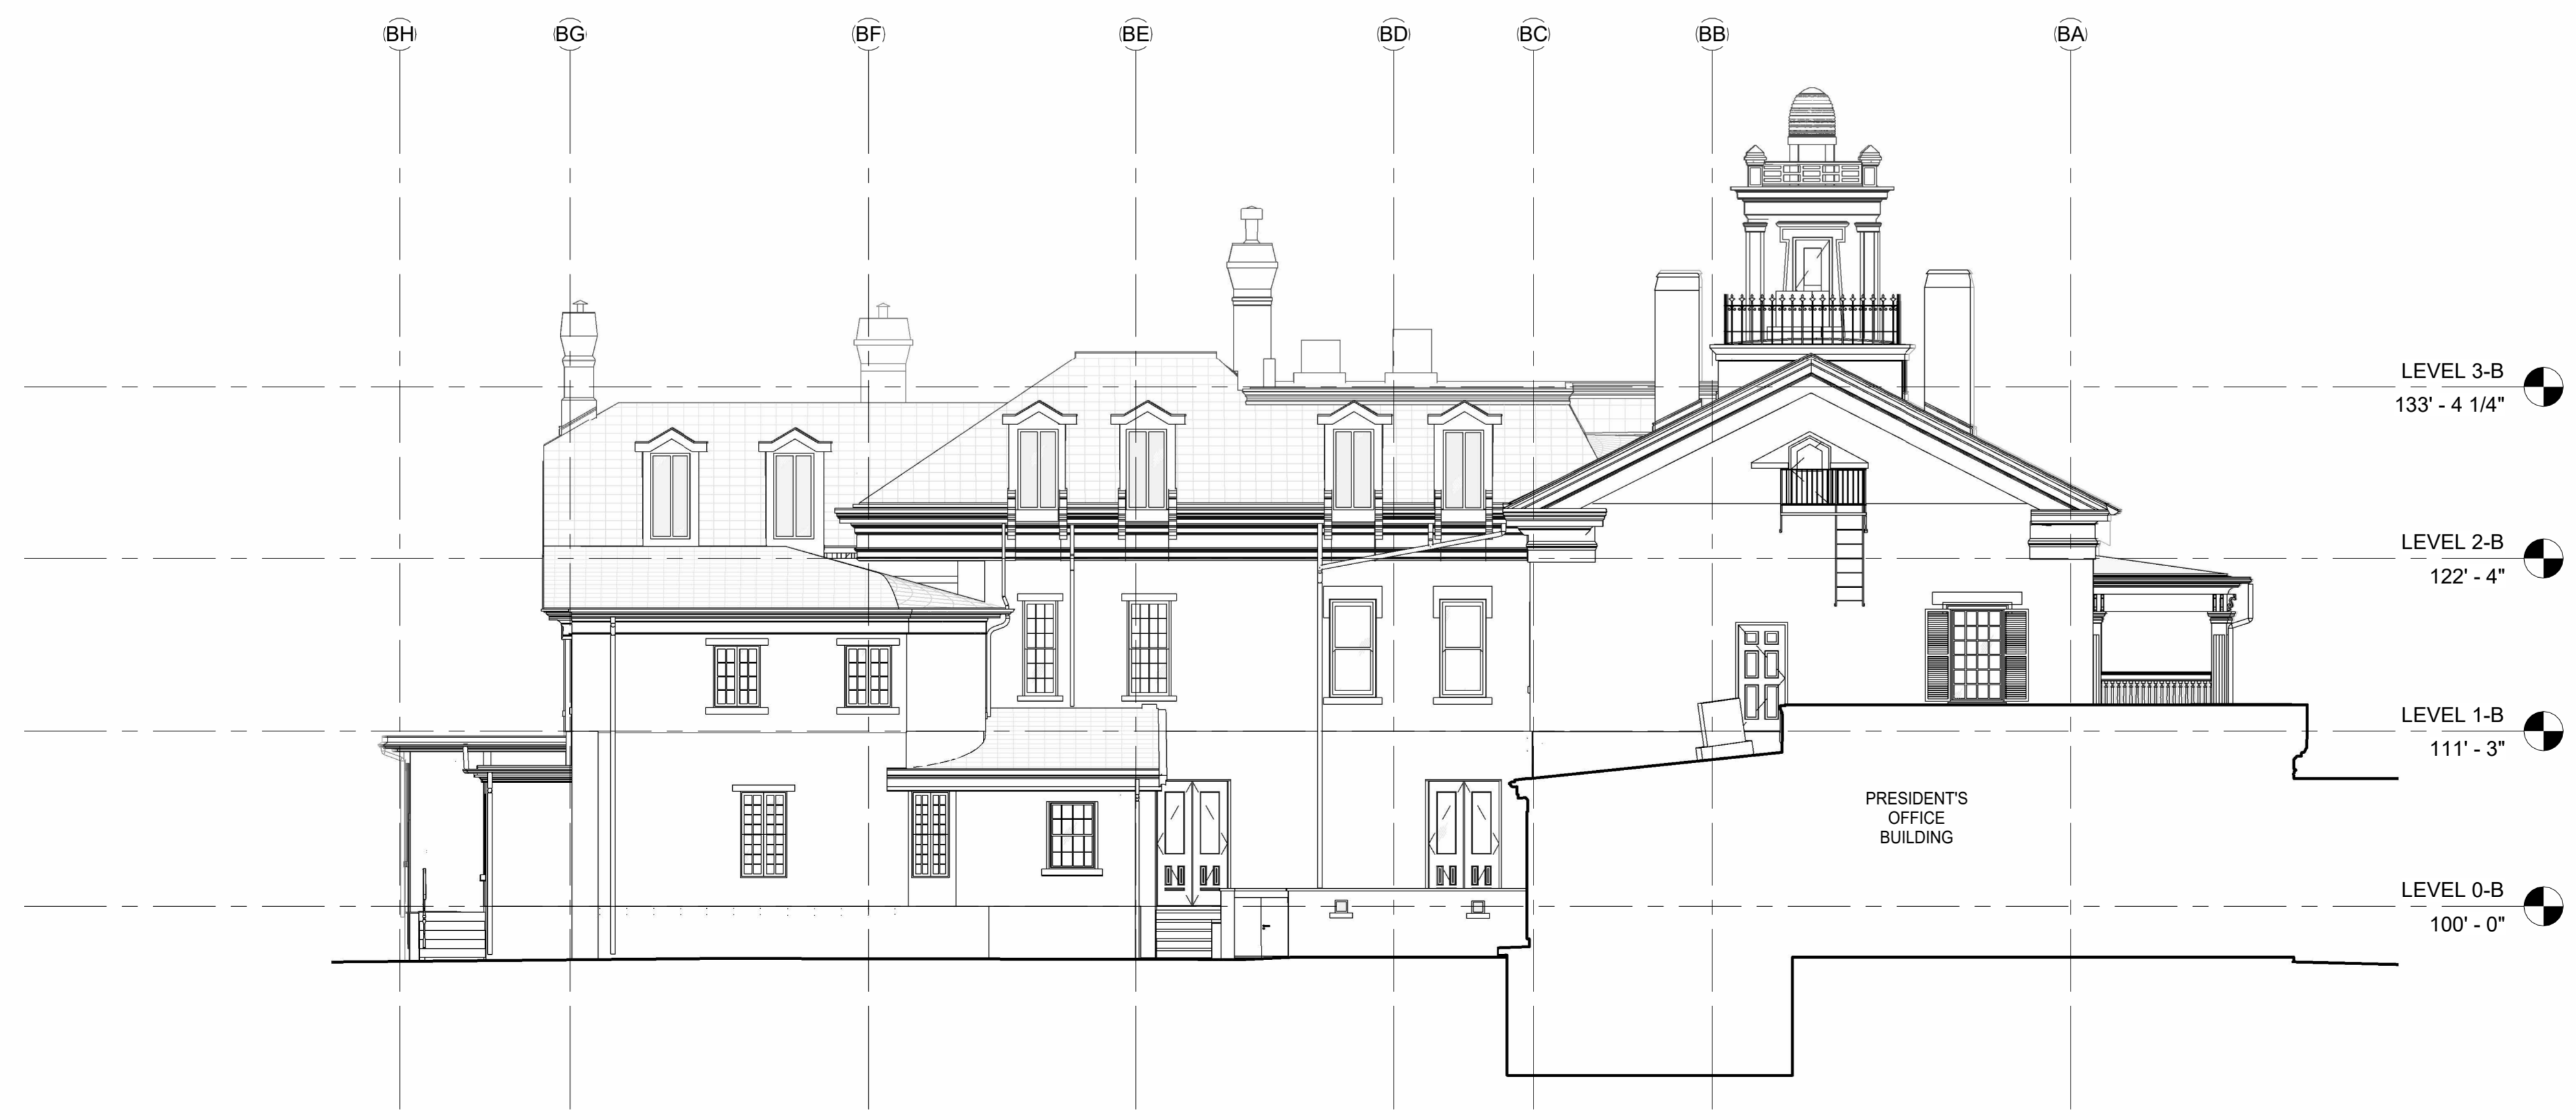 BH
BG
BF
BE
BD
BC
BB
BA
LEVEL 3-B
133' - 4 1/4"
LEVEL 2-B
122' - 4"
LEVEL 1-B
111' - 3"
PRESIDENT'S
OFFICE
BUILDING
LEVEL 0-B
100' - 0"